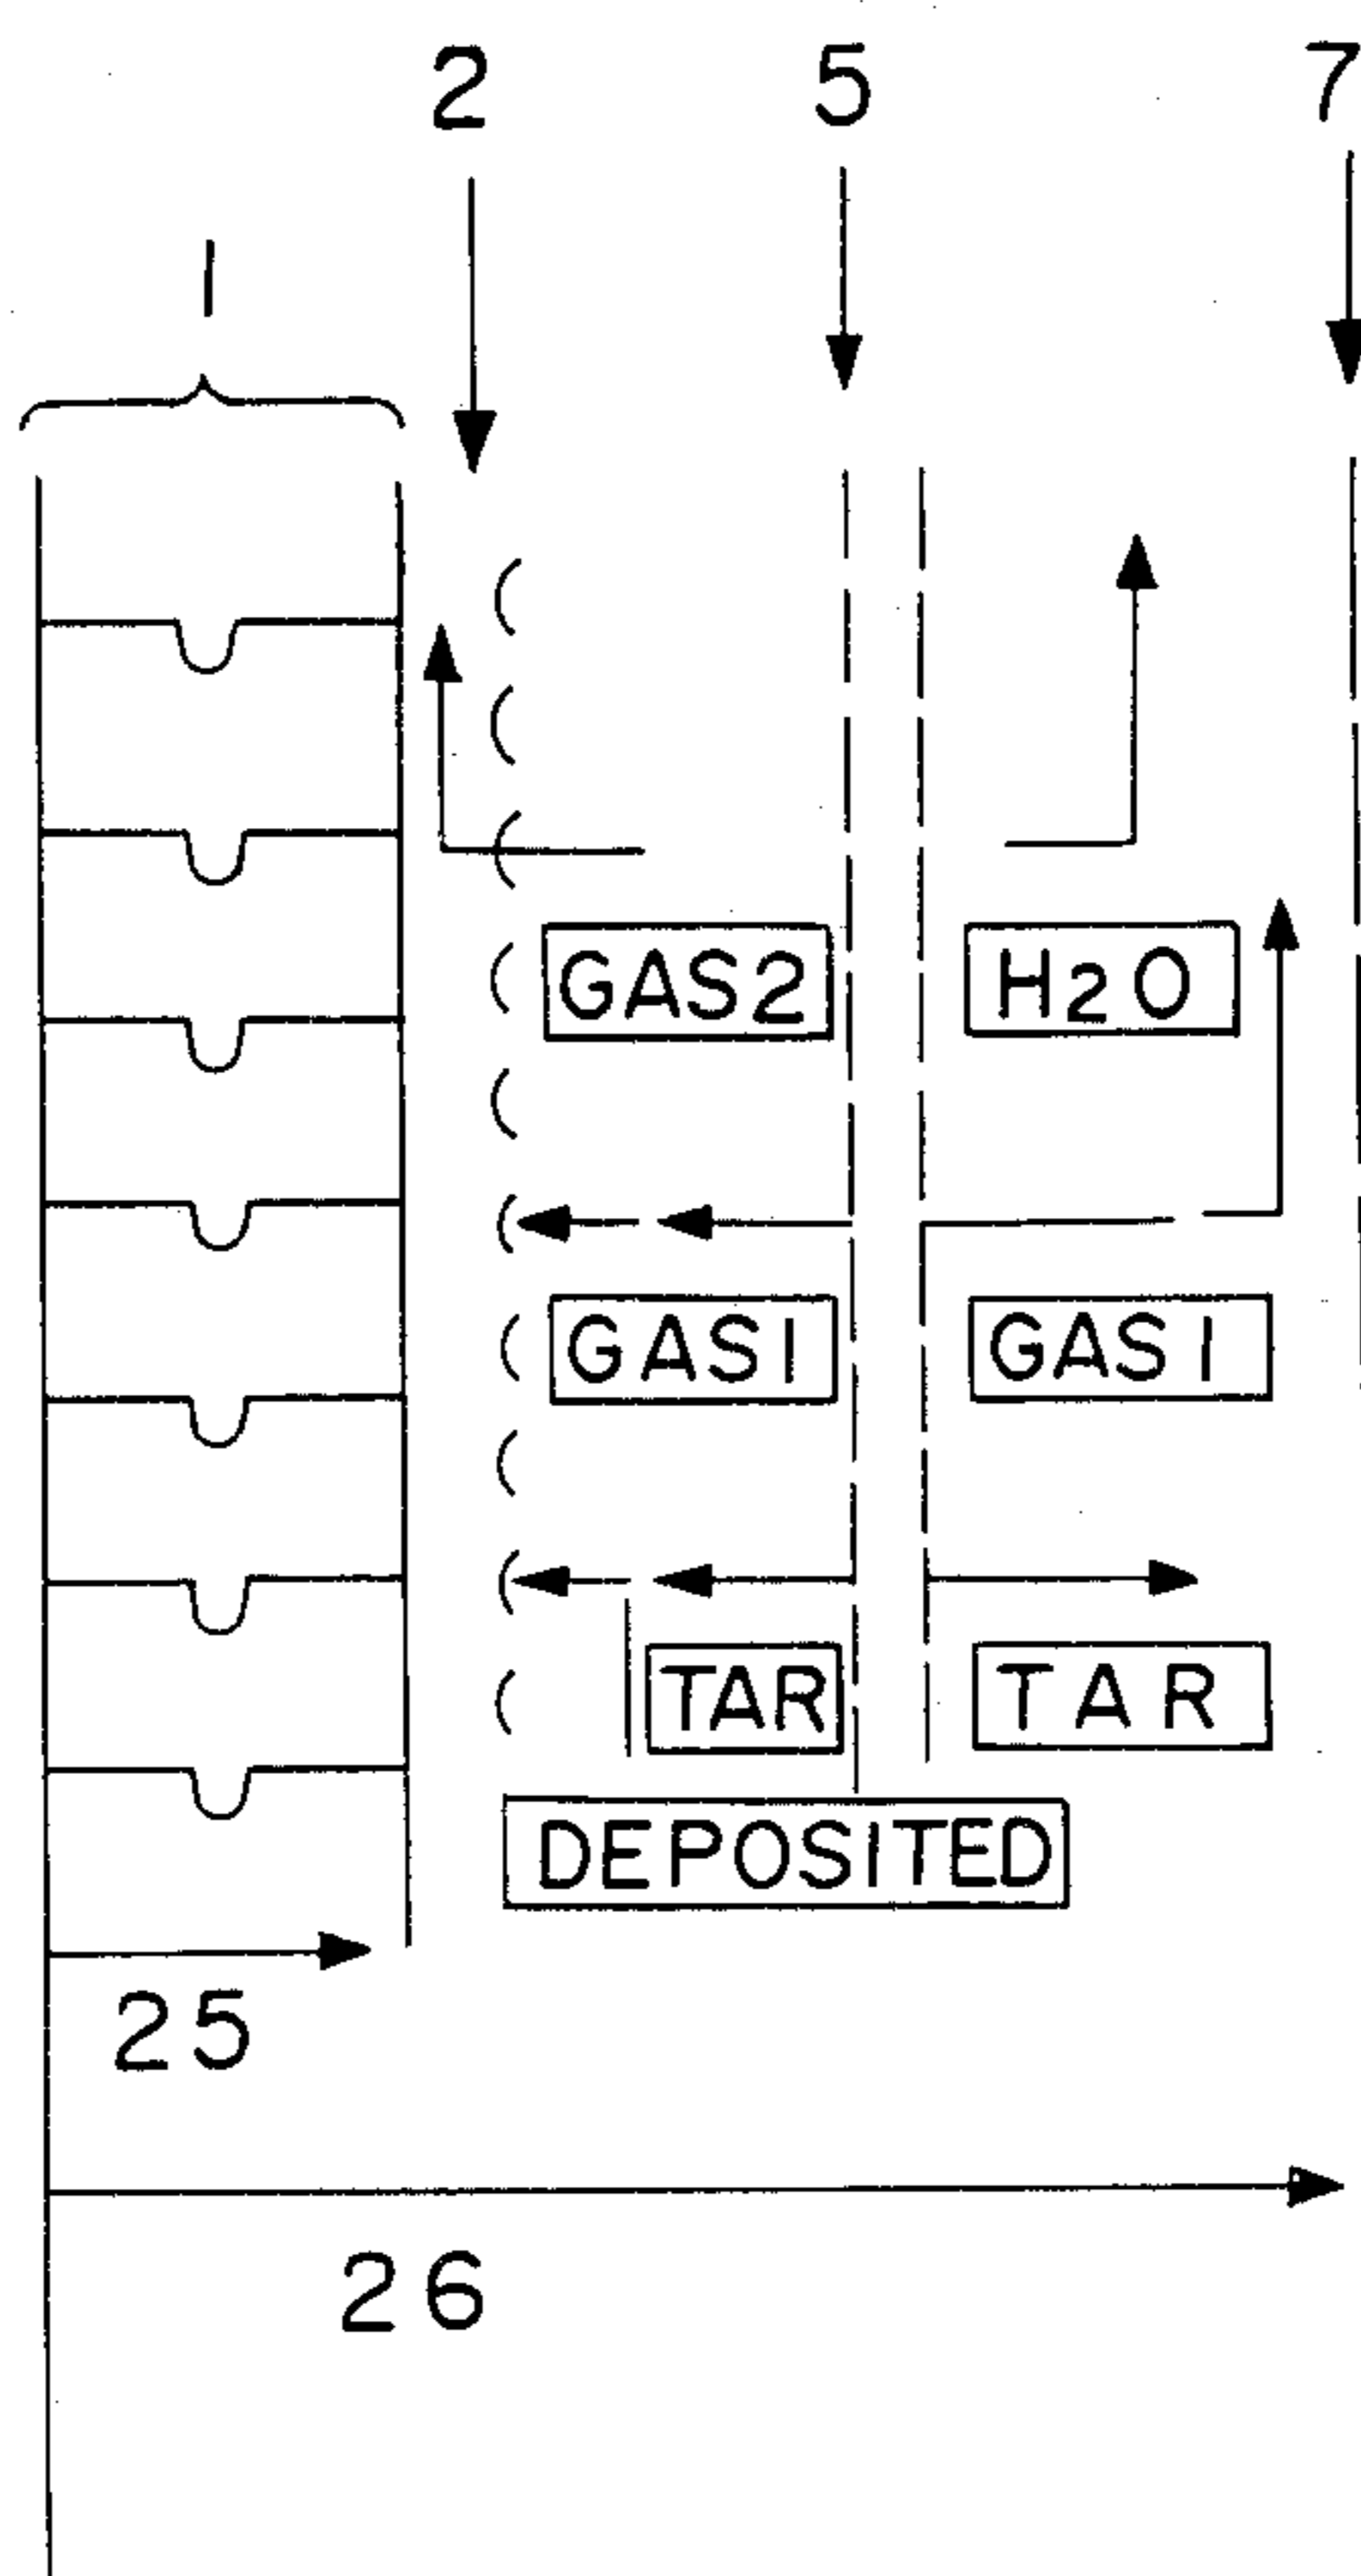 2 5 7
1
GAS2 H2O
GAS1 GAS1
TAR TAR
DEPOSITED
25
26